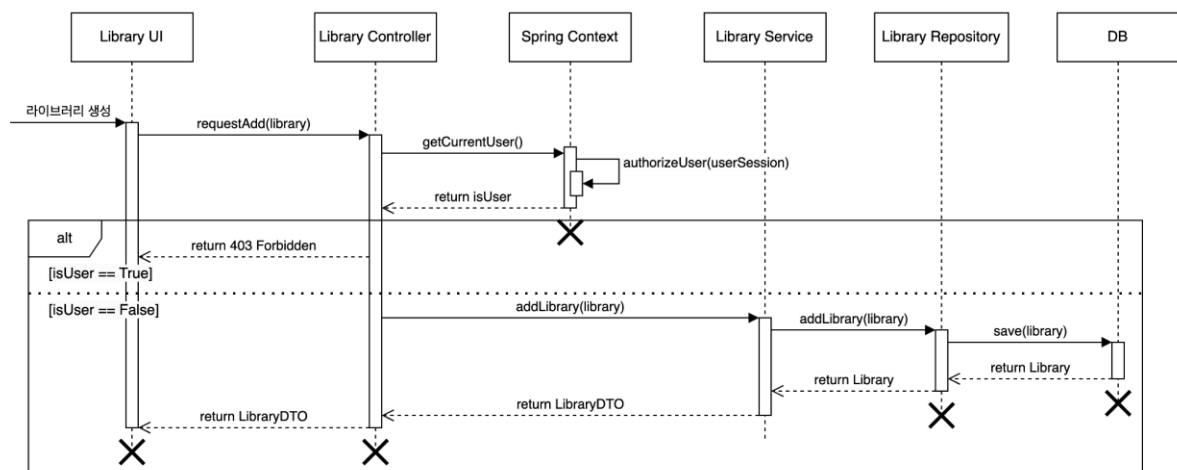 Library UI
Library Controller
Spring Context
Library Service
Library Repository
DB
라이브러리 생성
requestAdd(library)
getCurrentUser()
authorizeUser(userSession)
return isUser
alt
return 403 Forbidden
[isUser == True]
[isUser == False]
addLibrary(library)
addLibrary(library)
save(library)
return Library
return Library
return LibraryDTO
return LibraryDTO